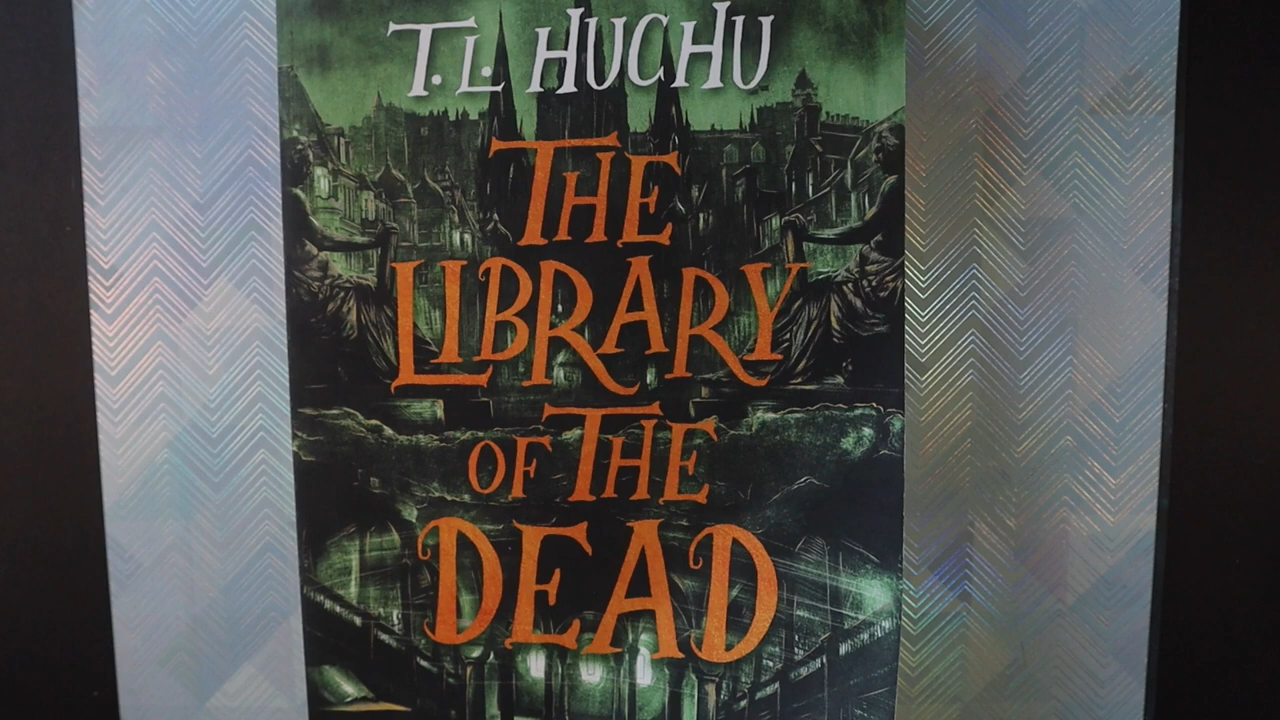 T.L. HUCHU
THE
LIBRARY
OF THE
DEAD